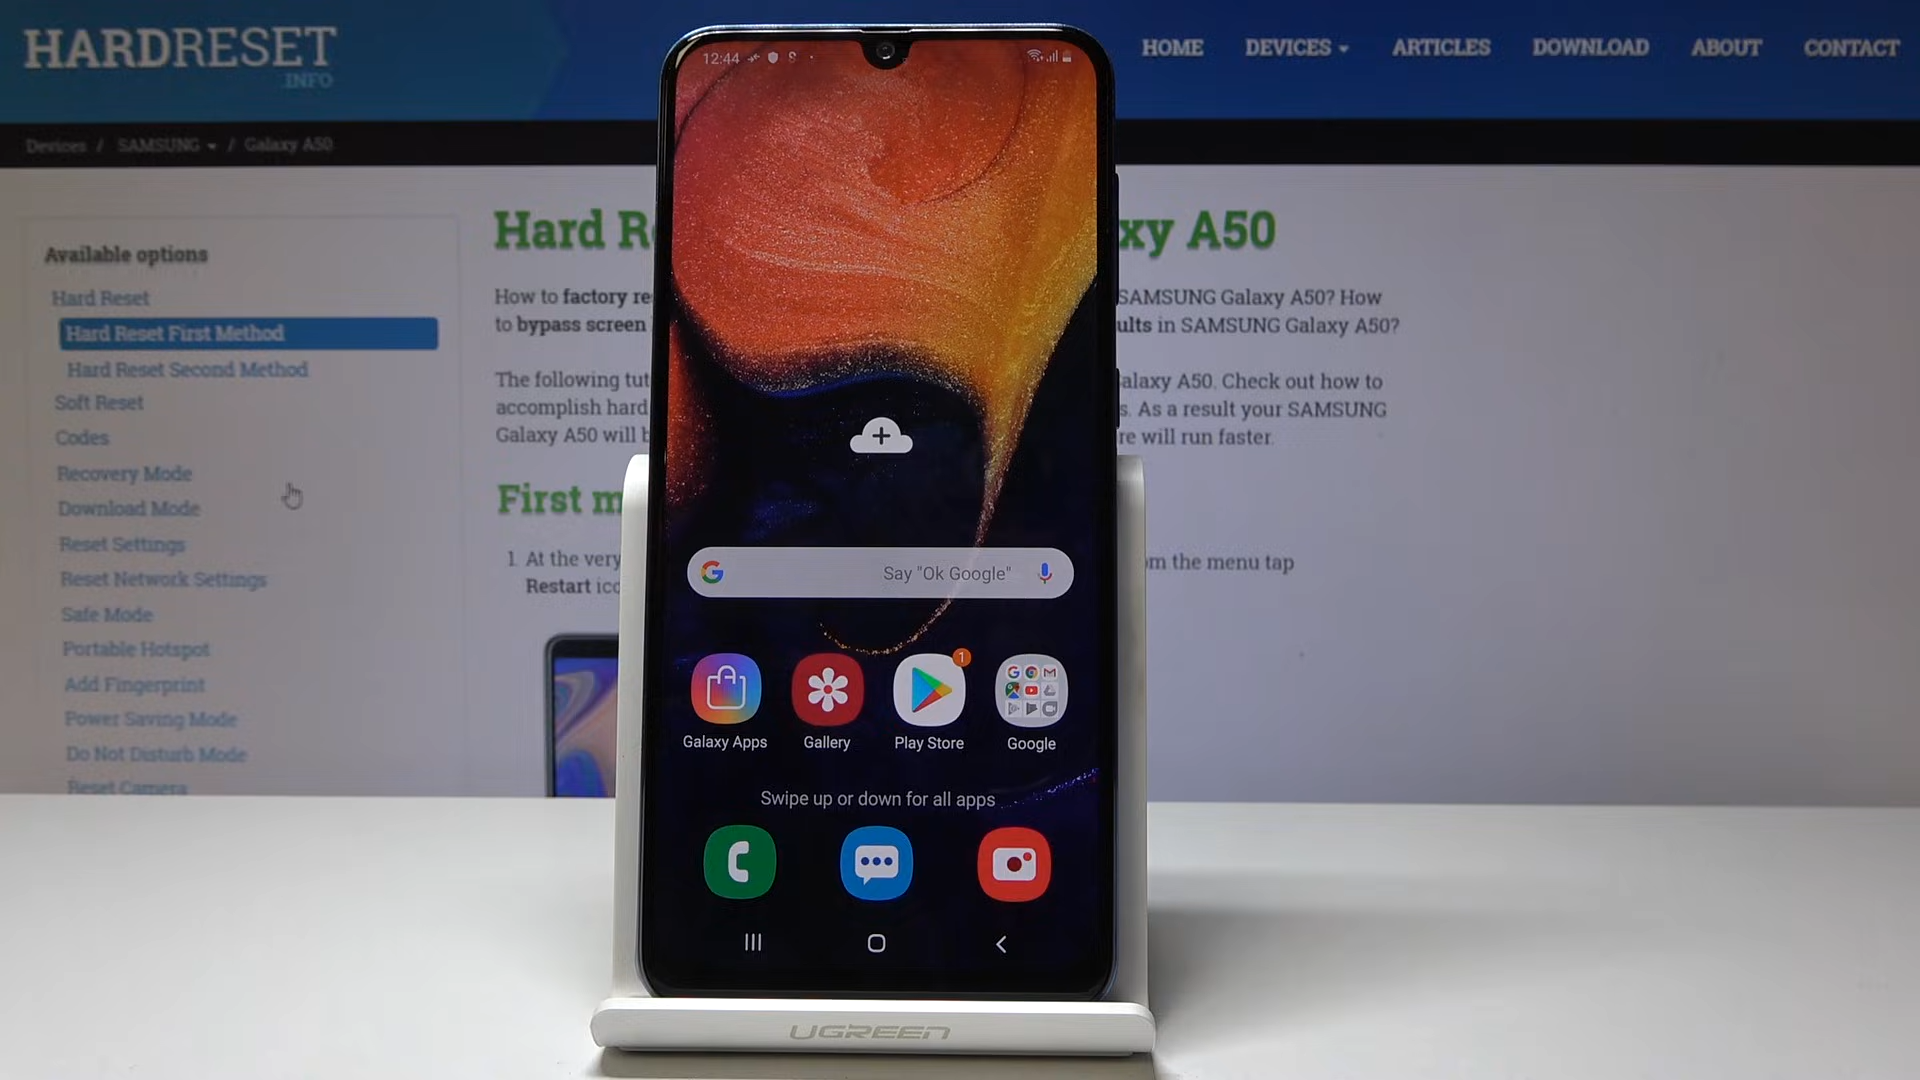 HARDRESET
.INFO
HOME DEVICES ARTICLES DOWNLOAD ABOUT CONTACT
Devices / SAMSUNG / Galaxy A50
Available options
Hard Reset
Hard Reset First Method
Hard Reset Second Method
Soft Reset
Codes
Recovery Mode
Download Mode
Reset Settings
Reset Network Settings
Safe Mode
Portable Hotspot
Add Fingerprint
Power Saving Mode
Do Not Disturb Mode
Reset Camera
Hard R xy A50
How to factory re SAMSUNG Galaxy A50? How
to bypass screen ults in SAMSUNG Galaxy A50?
The following tut alaxy A50. Check out how to
accomplish hard s. As a result your SAMSUNG
Galaxy A50 will b re will run faster.
First m
1. At the very om the menu tap
Restart ico
12:44
Say "Ok Google"
1
Galaxy Apps Gallery Play Store Google
Swipe up or down for all apps
UGREEN